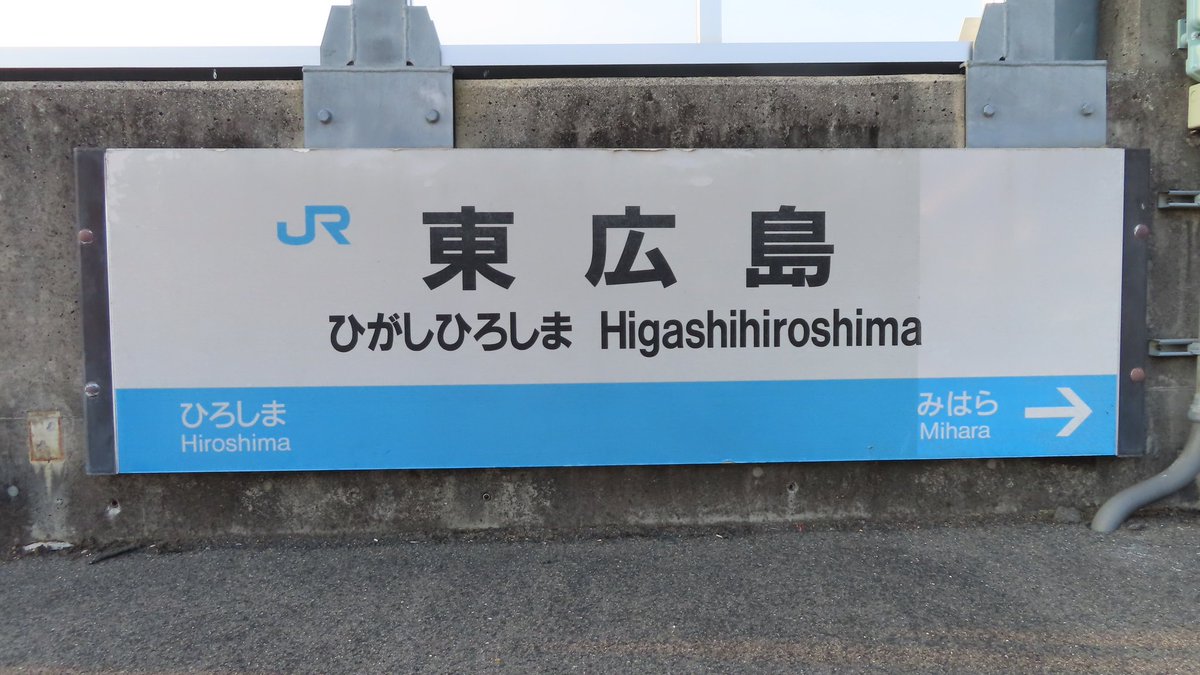 JR 東広島
ひがしひろしま Higashihiroshima
ひろしま
Hiroshima
みはら →
Mihara